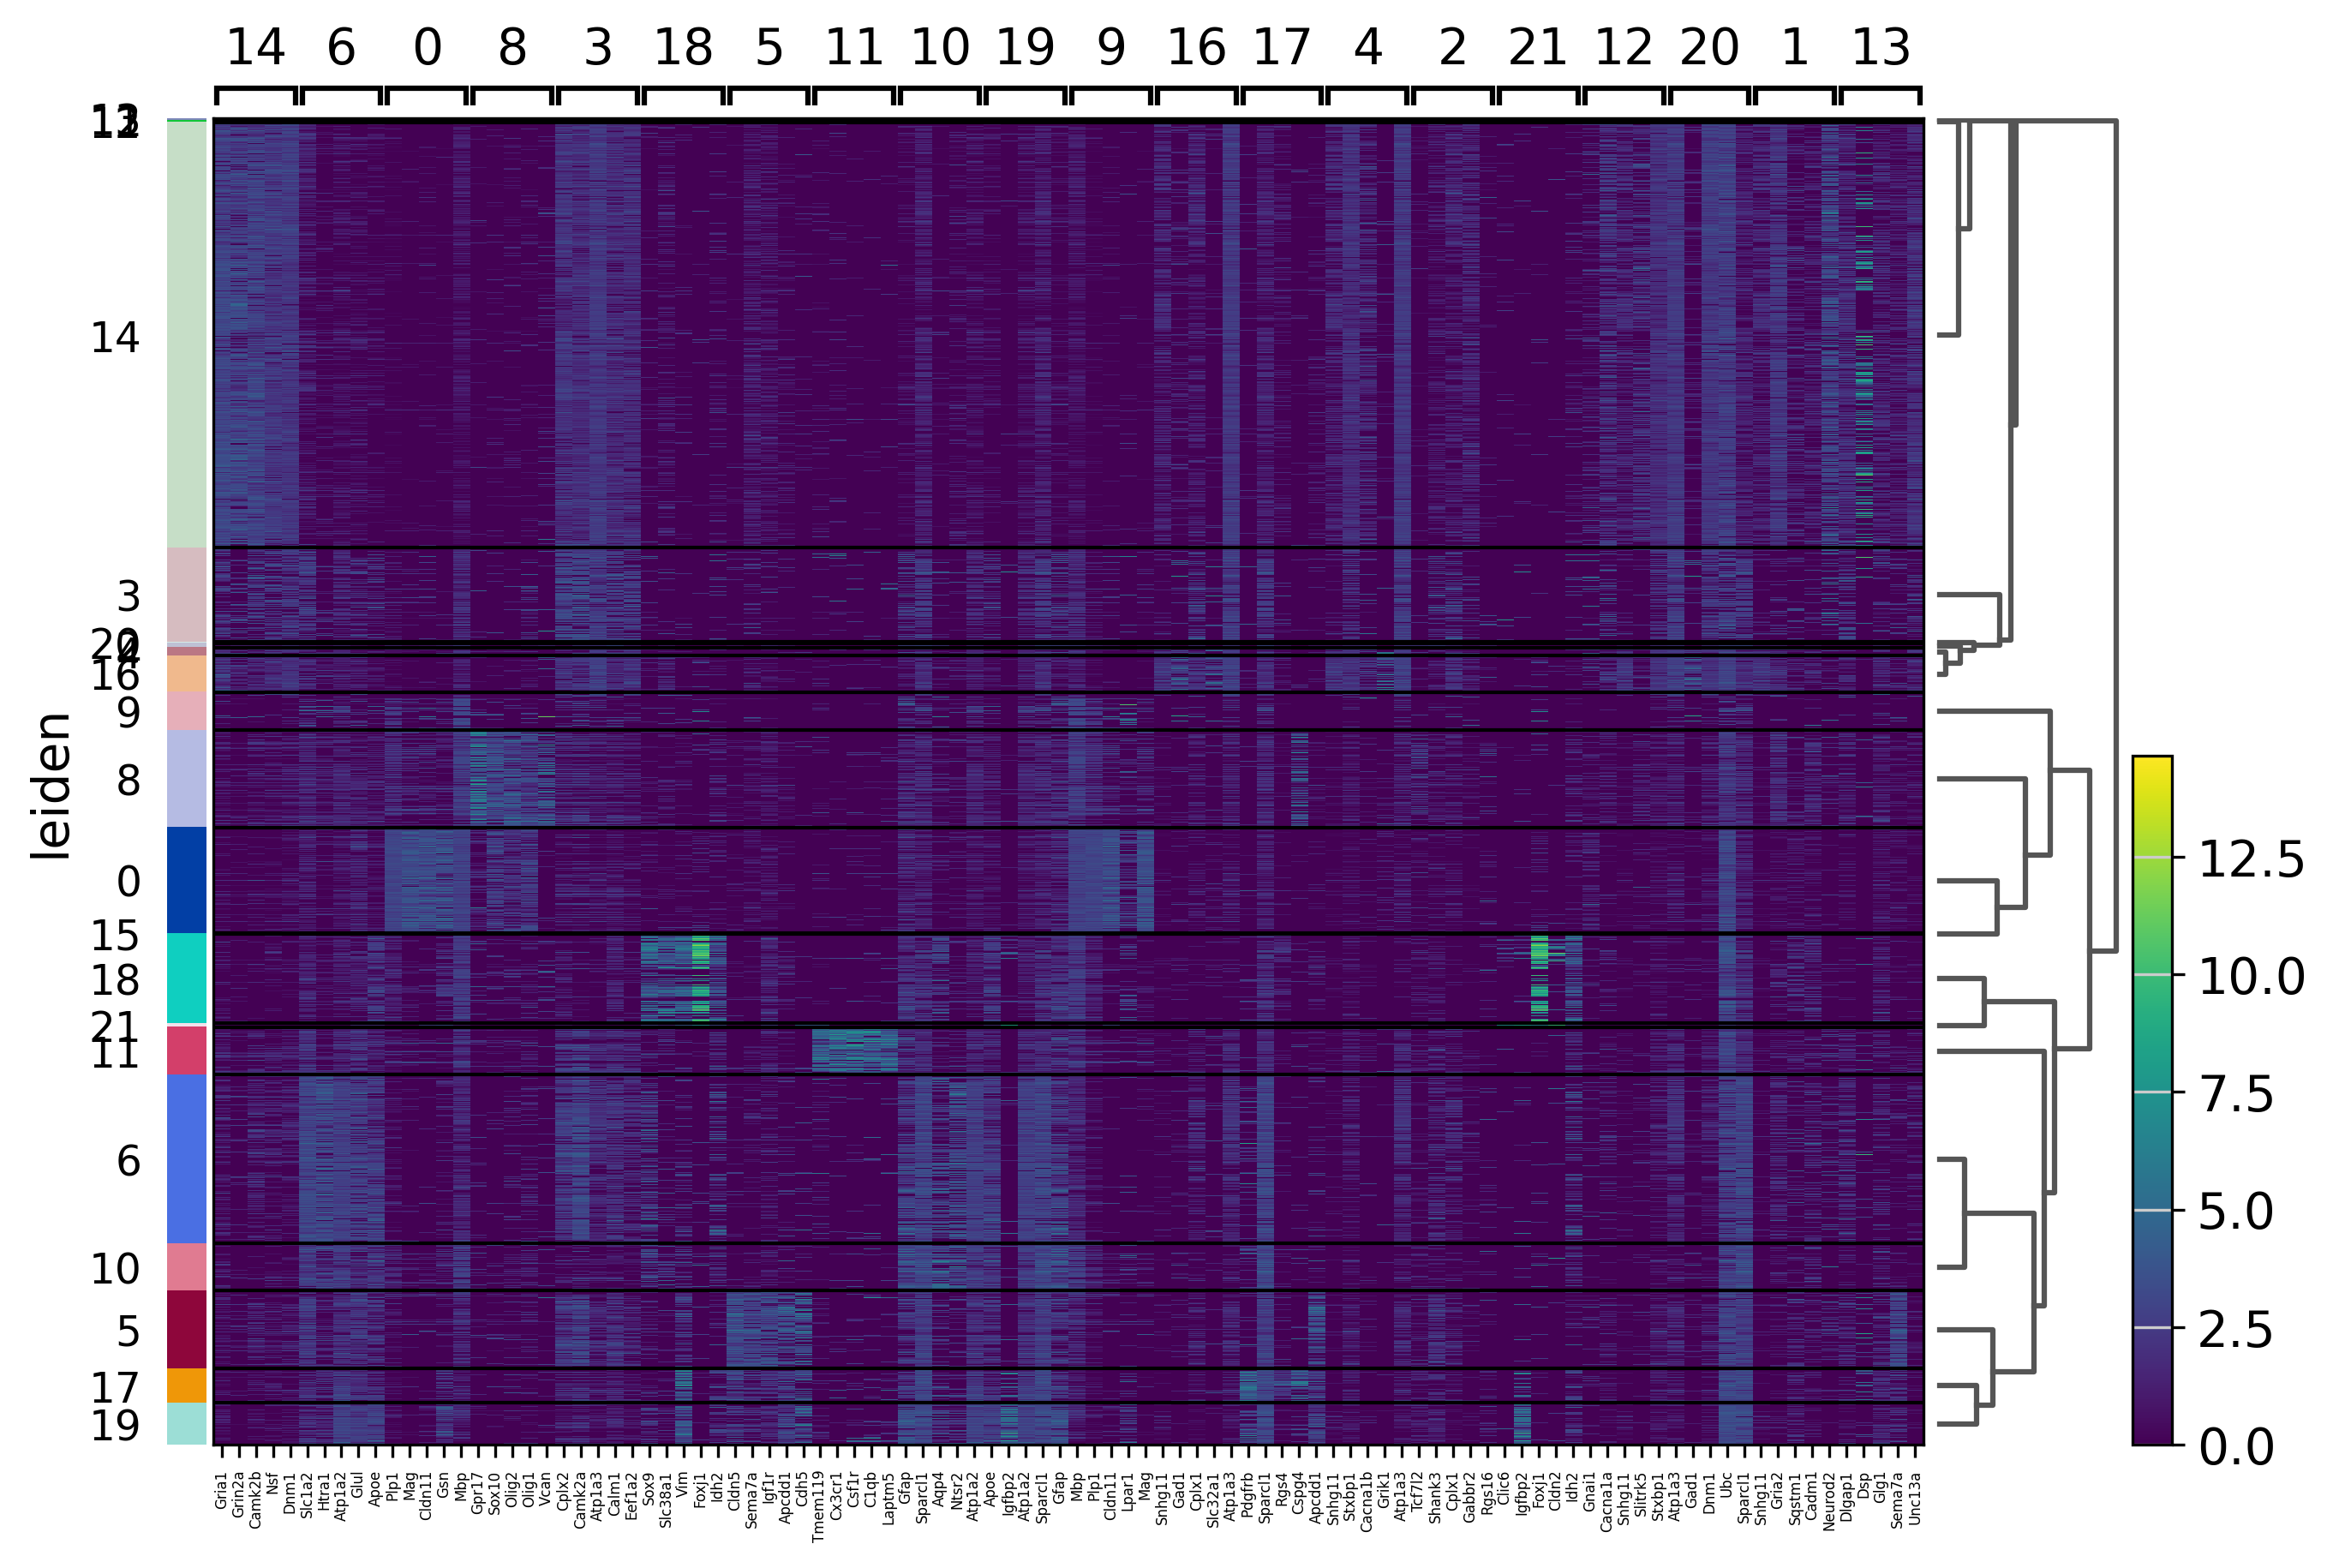 14 6 0 8 3 18 5 11 10 19 9 16 17 4 2 21 12 20 1 13
leiden
14
3
20
16
9
8
0
15
18
21
11
6
10
5
17
19
Gria1
Grin2a
Camk2b
Nsf
Dnm1
Slc1a2
Htra1
Atp1a2
Glul
Apoe
Plp1
Mag
Cldn11
Gsn
Mbp
Gpr17
Sox10
Olig2
Olig1
Vcan
Cplx2
Camk2a
Atp1a3
Calm1
Eef1a2
Sox9
Slc38a1
Vim
Foxj1
Idh2
Cldn5
Sema7a
Igf1r
Apcdd1
Cdh5
Tmem119
Cx3cr1
Csf1r
C1qb
Laptm5
Gfap
Sparcl1
Aqp4
Ntsr2
Atp1a2
Apoe
Igfbp2
Atp1a2
Sparcl1
Gfap
Mbp
Plp1
Cldn11
Lpar1
Mag
Snhg11
Gad1
Cplx1
Slc32a1
Atp1a3
Pdgfrb
Sparcl1
Rgs4
Cspg4
Apcdd1
Snhg11
Stxbp1
Cacna1b
Grik1
Atp1a3
Tcf7l2
Shank3
Cplx1
Gabbr2
Rgs16
Clic6
Igfbp2
Foxj1
Cldn2
Idh2
Gnai1
Cacna1a
Snhg11
Slitrk5
Stxbp1
Atp1a3
Gad1
Dnm1
Ubc
Sparcl1
Snhg11
Gria2
Sqstm1
Cadm1
Neurod2
Dlgap1
Dsp
Glg1
Sema7a
Unc13a
12.5
10.0
7.5
5.0
2.5
0.0